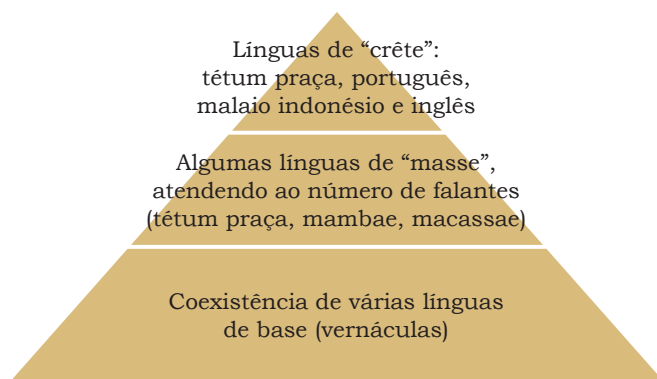 Línguas de “crête”:
tétum praça, português,
malaio indonésio e inglês
Algumas línguas de “masse”,
atendendo ao número de falantes
(tétum praça, mambae, macassae)
Coexistência de várias línguas
de base (vernáculas)